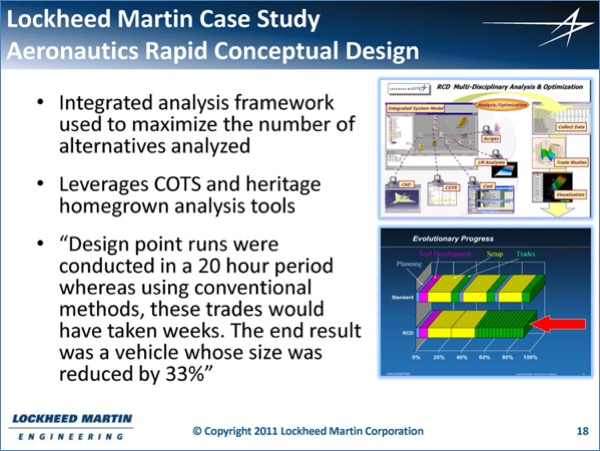 Lockheed Martin Case Study
Aeronautics Rapid Conceptual Design
• Integrated analysis framework
used to maximize the number of
alternatives analyzed
• Leverages COTS and heritage
homegrown analysis tools
• “Design point runs were
conducted in a 20 hour period
whereas using conventional
methods, these trades would
have taken weeks. The end result
was a vehicle whose size was
reduced by 33%”
RCD Multi-Disciplinary Analysis & Optimization
Integrated System Model
Analysis/Optimization
Scripts
Collect Data
LM Analyses
Trade Studies
CAD
COTS
Cost
Visualization
Evolutionary Progress
Tool Development
Setup
Trades
Planning
Standard
RCD
0% 20% 40% 60% 80% 100%
LOCKHEED MARTIN
ENGINEERING
© Copyright 2011 Lockheed Martin Corporation
18